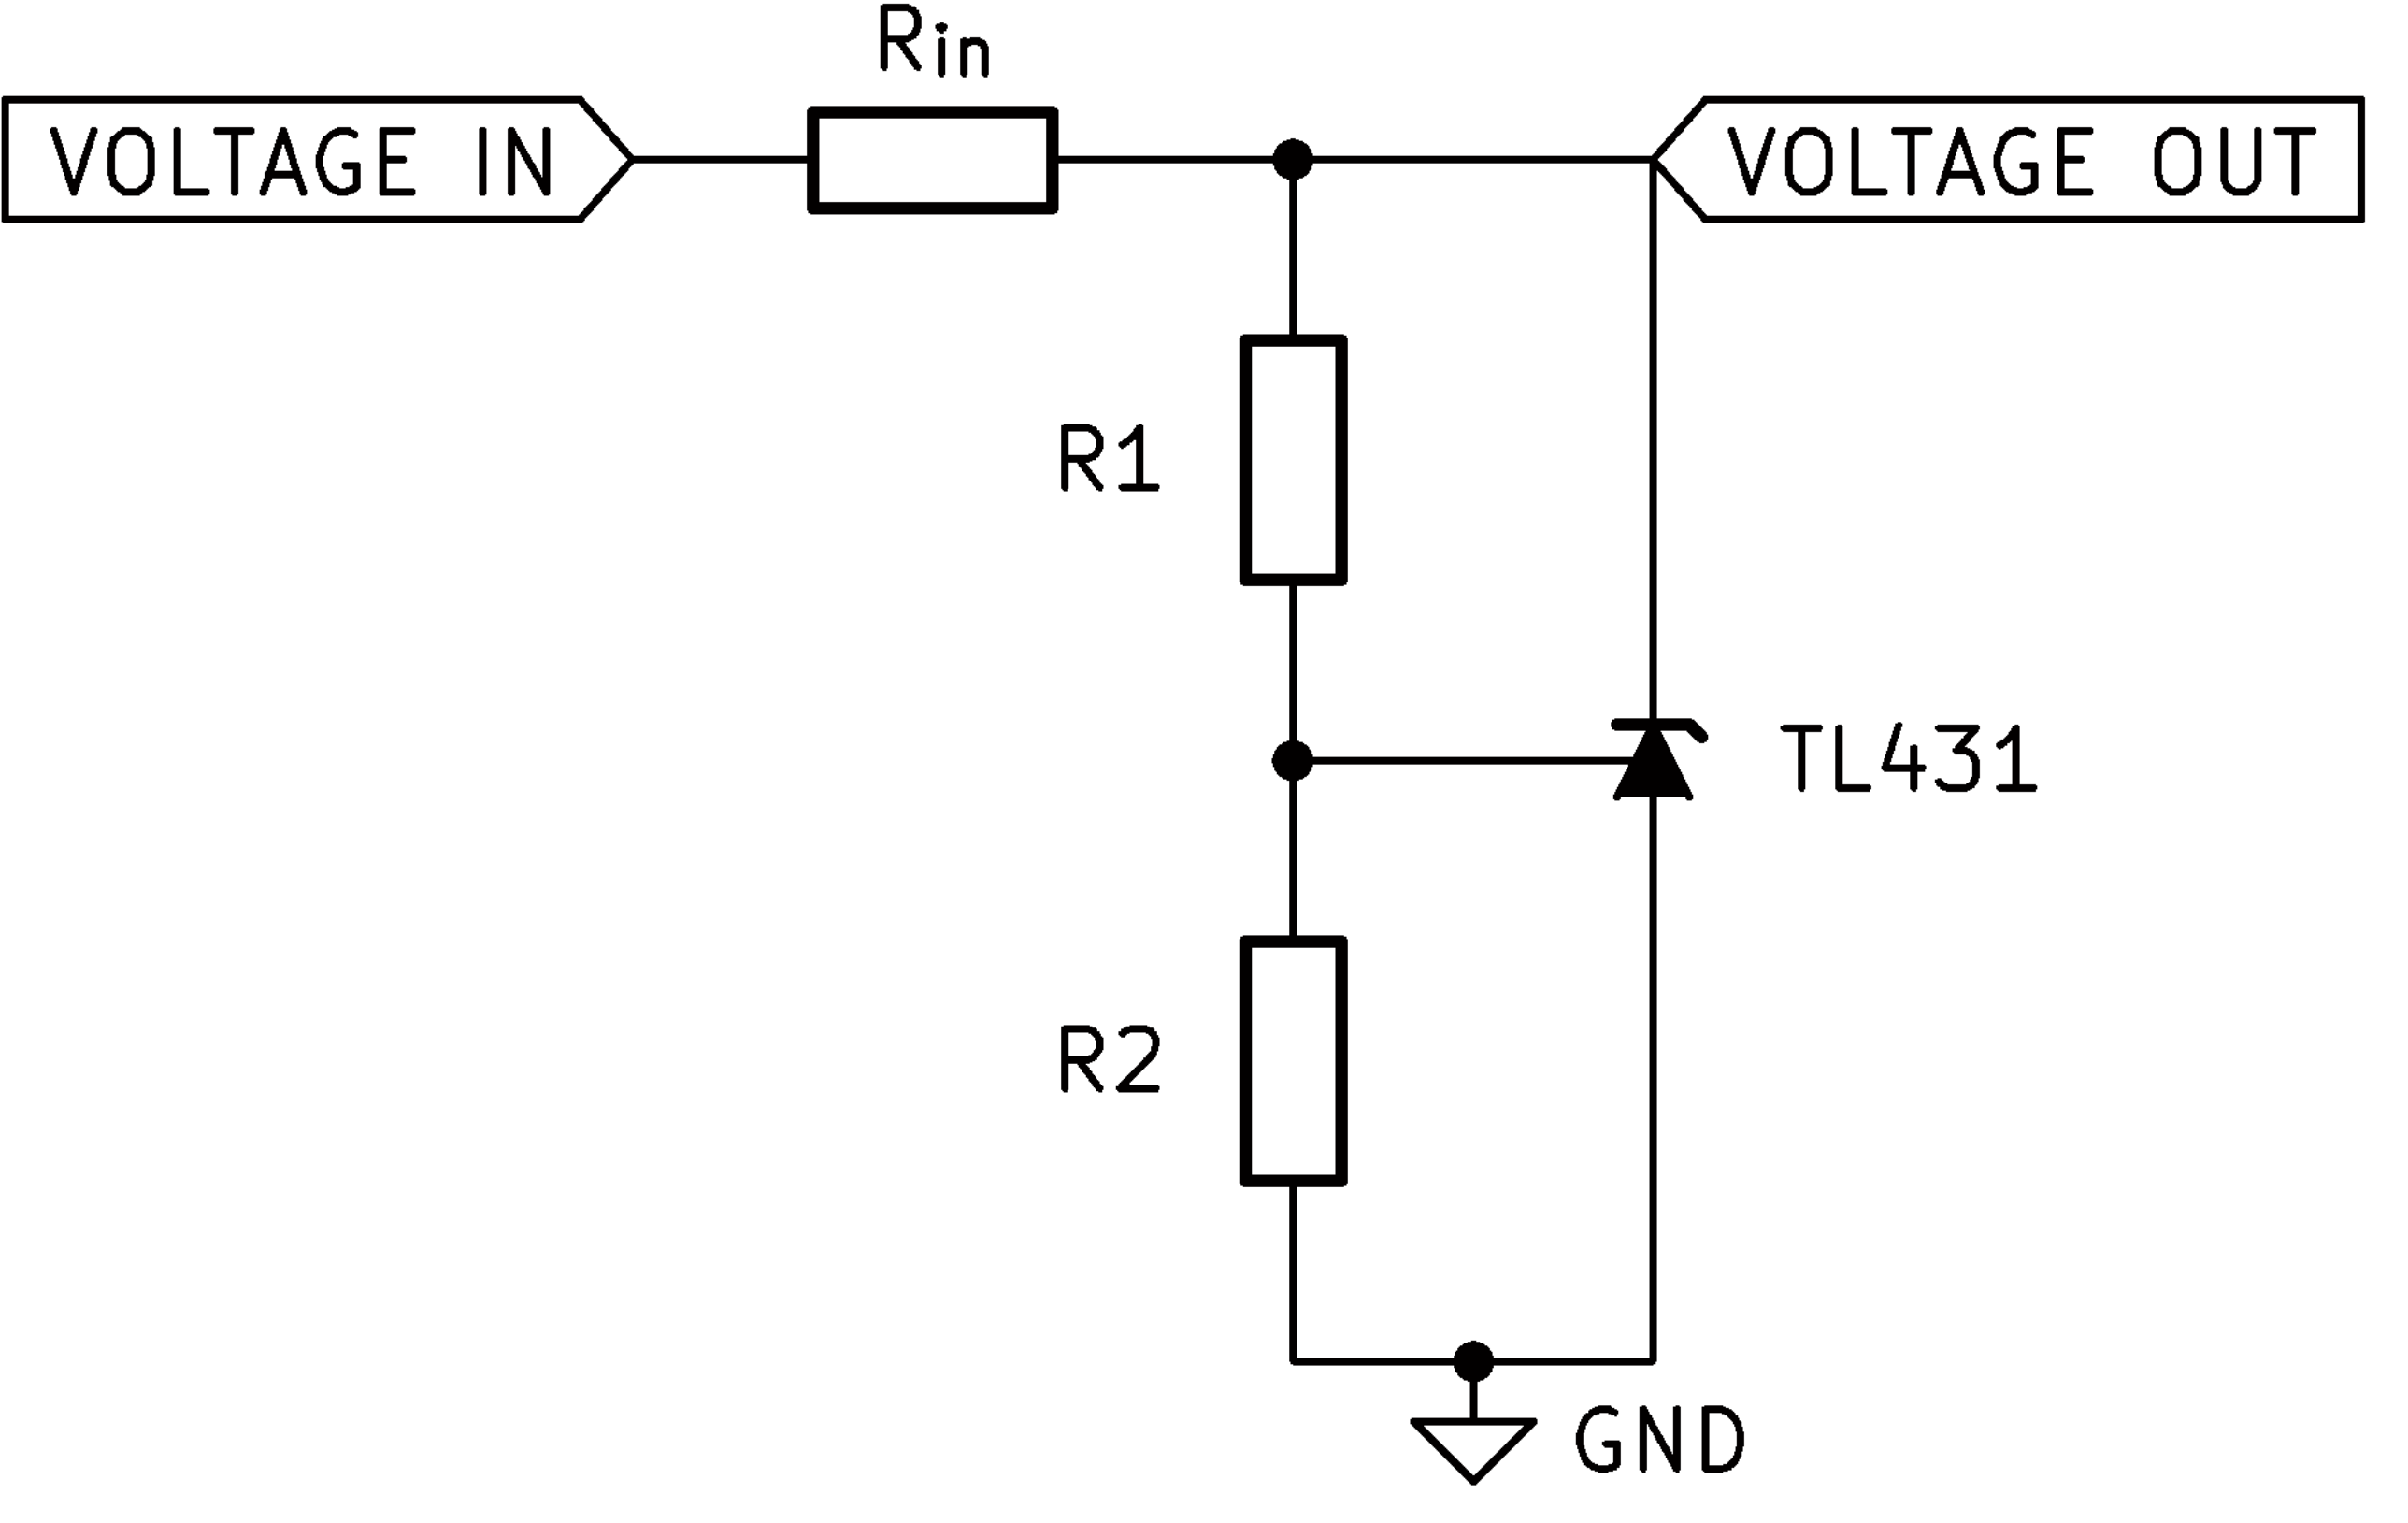 Rin
VOLTAGE IN
VOLTAGE OUT
R1
TL431
R2
GND